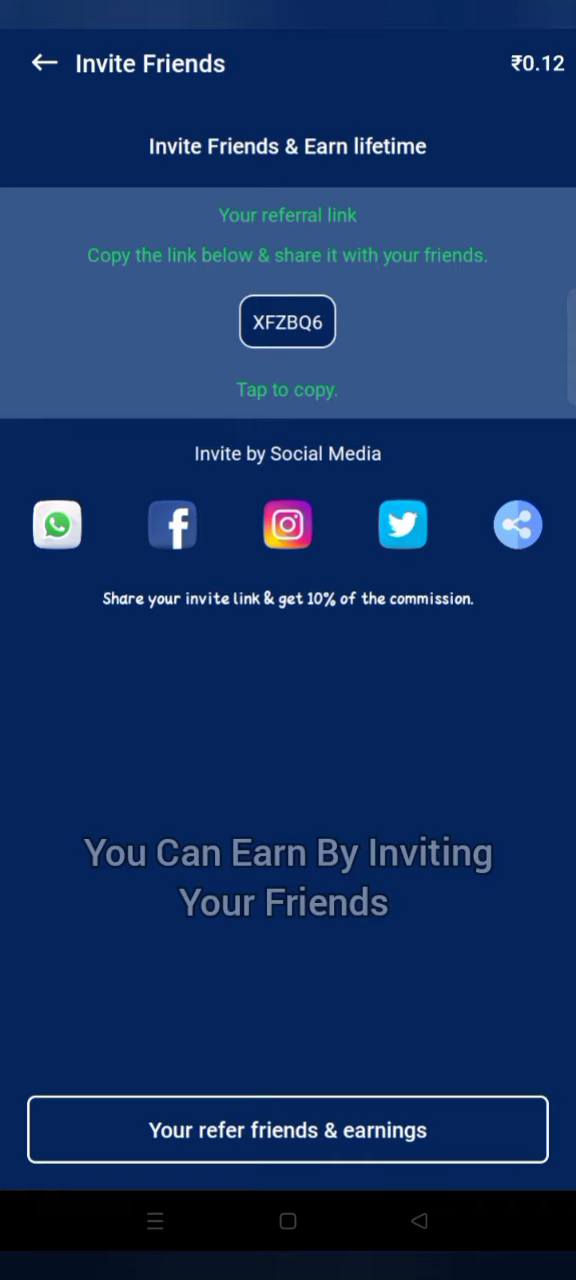 Invite Friends
₹0.12
Invite Friends & Earn lifetime
Your referral link
Copy the link below & share it with your friends.
XFZBQ6
Tap to copy.
Invite by Social Media
Share your invite link & get 10% of the commission.
You Can Earn By Inviting
Your Friends
Your refer friends & earnings